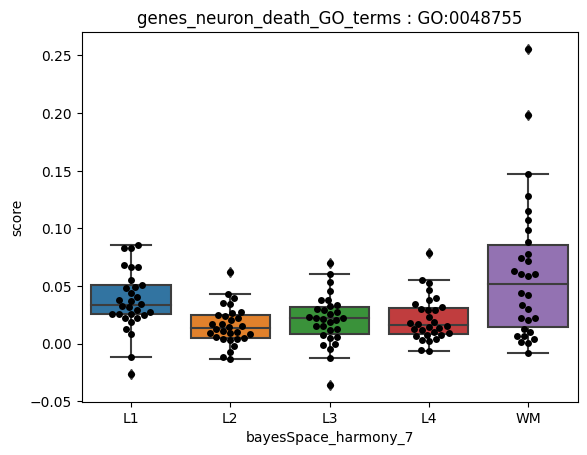 genes_neuron_death_GO_terms : GO:0048755
score
0.25
0.20
0.15
0.10
0.05
0.00
−0.05
L1 L2 L3 L4 WM
bayesSpace_harmony_7